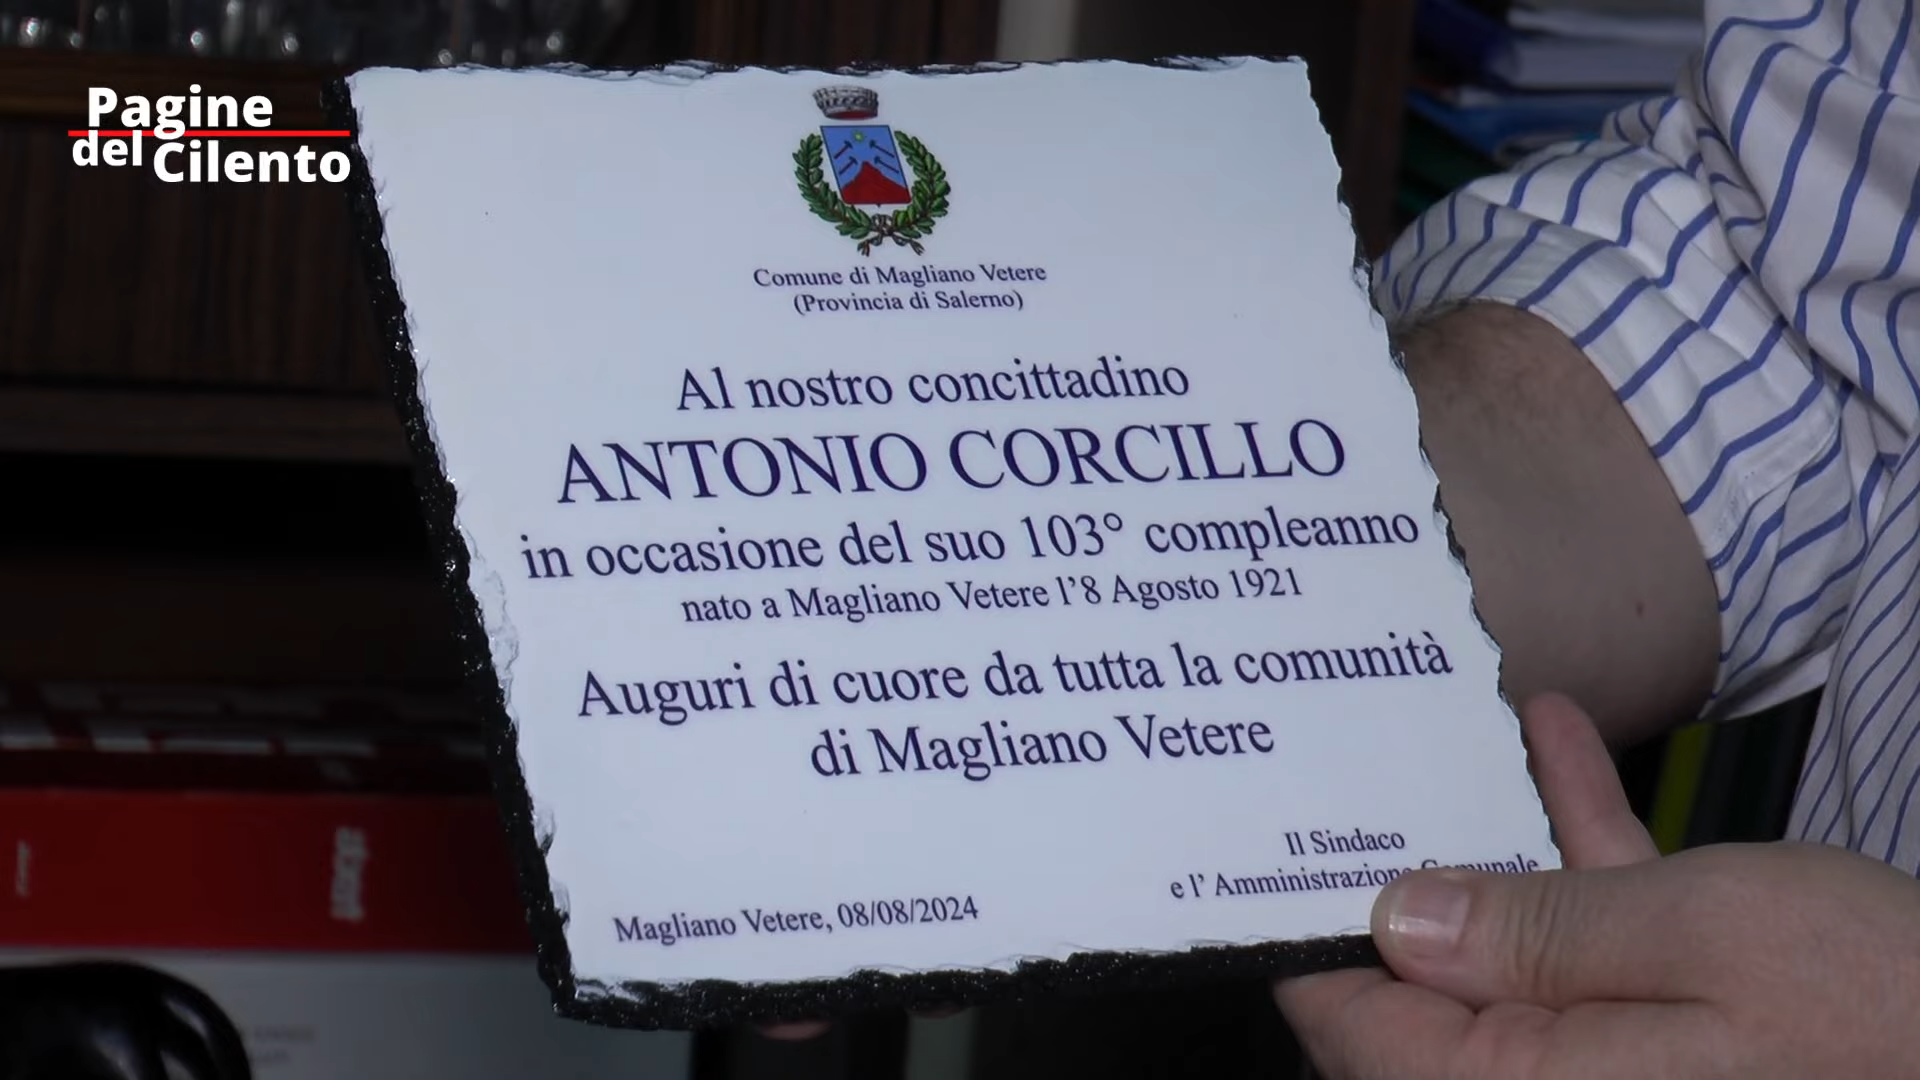 Pagine
del Cilento
Comune di Magliano Vetere
(Provincia di Salerno)
Al nostro concittadino
ANTONIO CORCILLO
in occasione del suo 103° compleanno
nato a Magliano Vetere l'8 Agosto 1921
Auguri di cuore da tutta la comunità
di Magliano Vetere
Il Sindaco
e l' Amministrazione Comunale
Magliano Vetere, 08/08/2024